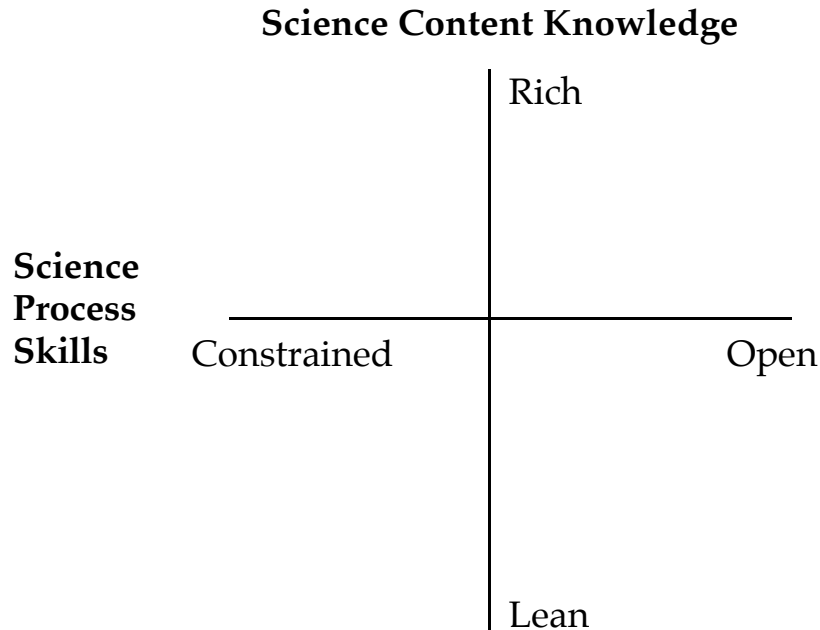 Science Content Knowledge
Rich
Science
Process
Skills
Constrained
Open
Lean